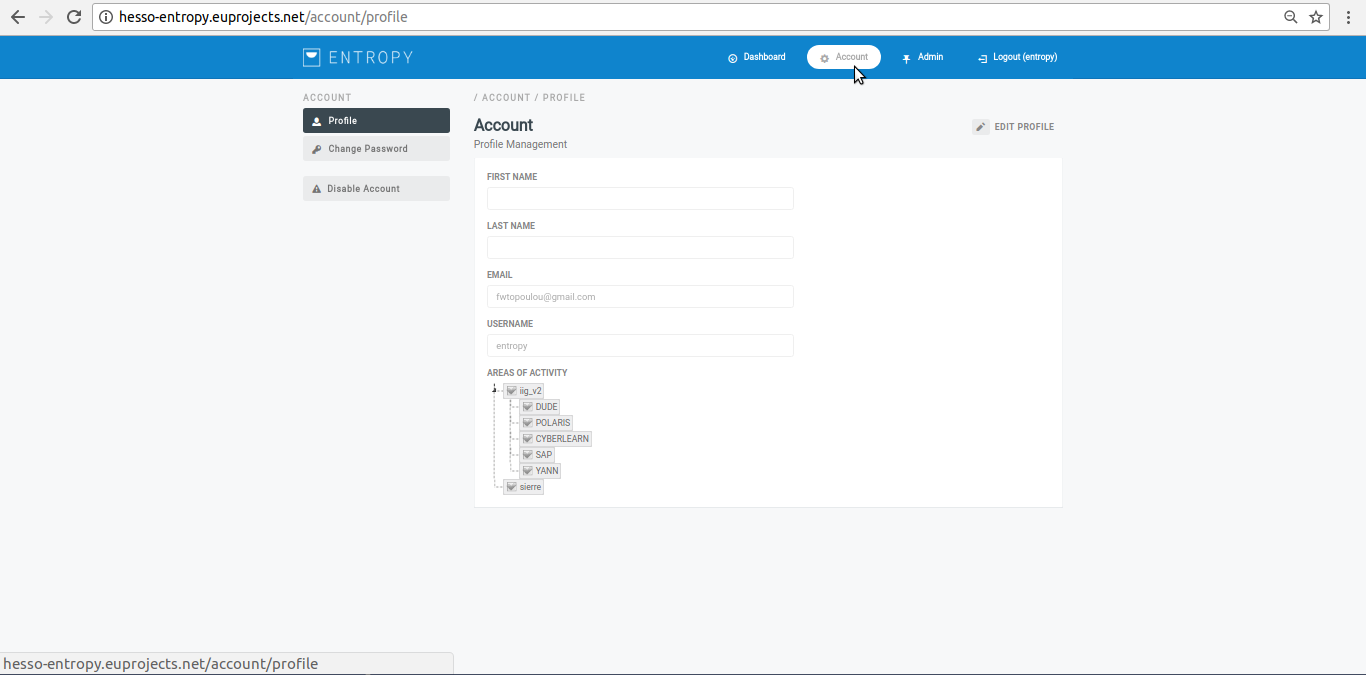 hesso-entropy.euprojects.net/account/profile
ENTROPY
Dashboard
Account
Admin
Logout (entropy)
ACCOUNT
Profile
Change Password
Disable Account
/ ACCOUNT / PROFILE
Account
Profile Management
EDIT PROFILE
FIRST NAME
LAST NAME
EMAIL
fwtopoulou@gmail.com
USERNAME
entropy
AREAS OF ACTIVITY
iig_v2
DUDE
POLARIS
CYBERLEARN
SAP
YANN
sierre
hesso-entropy.euprojects.net/account/profile